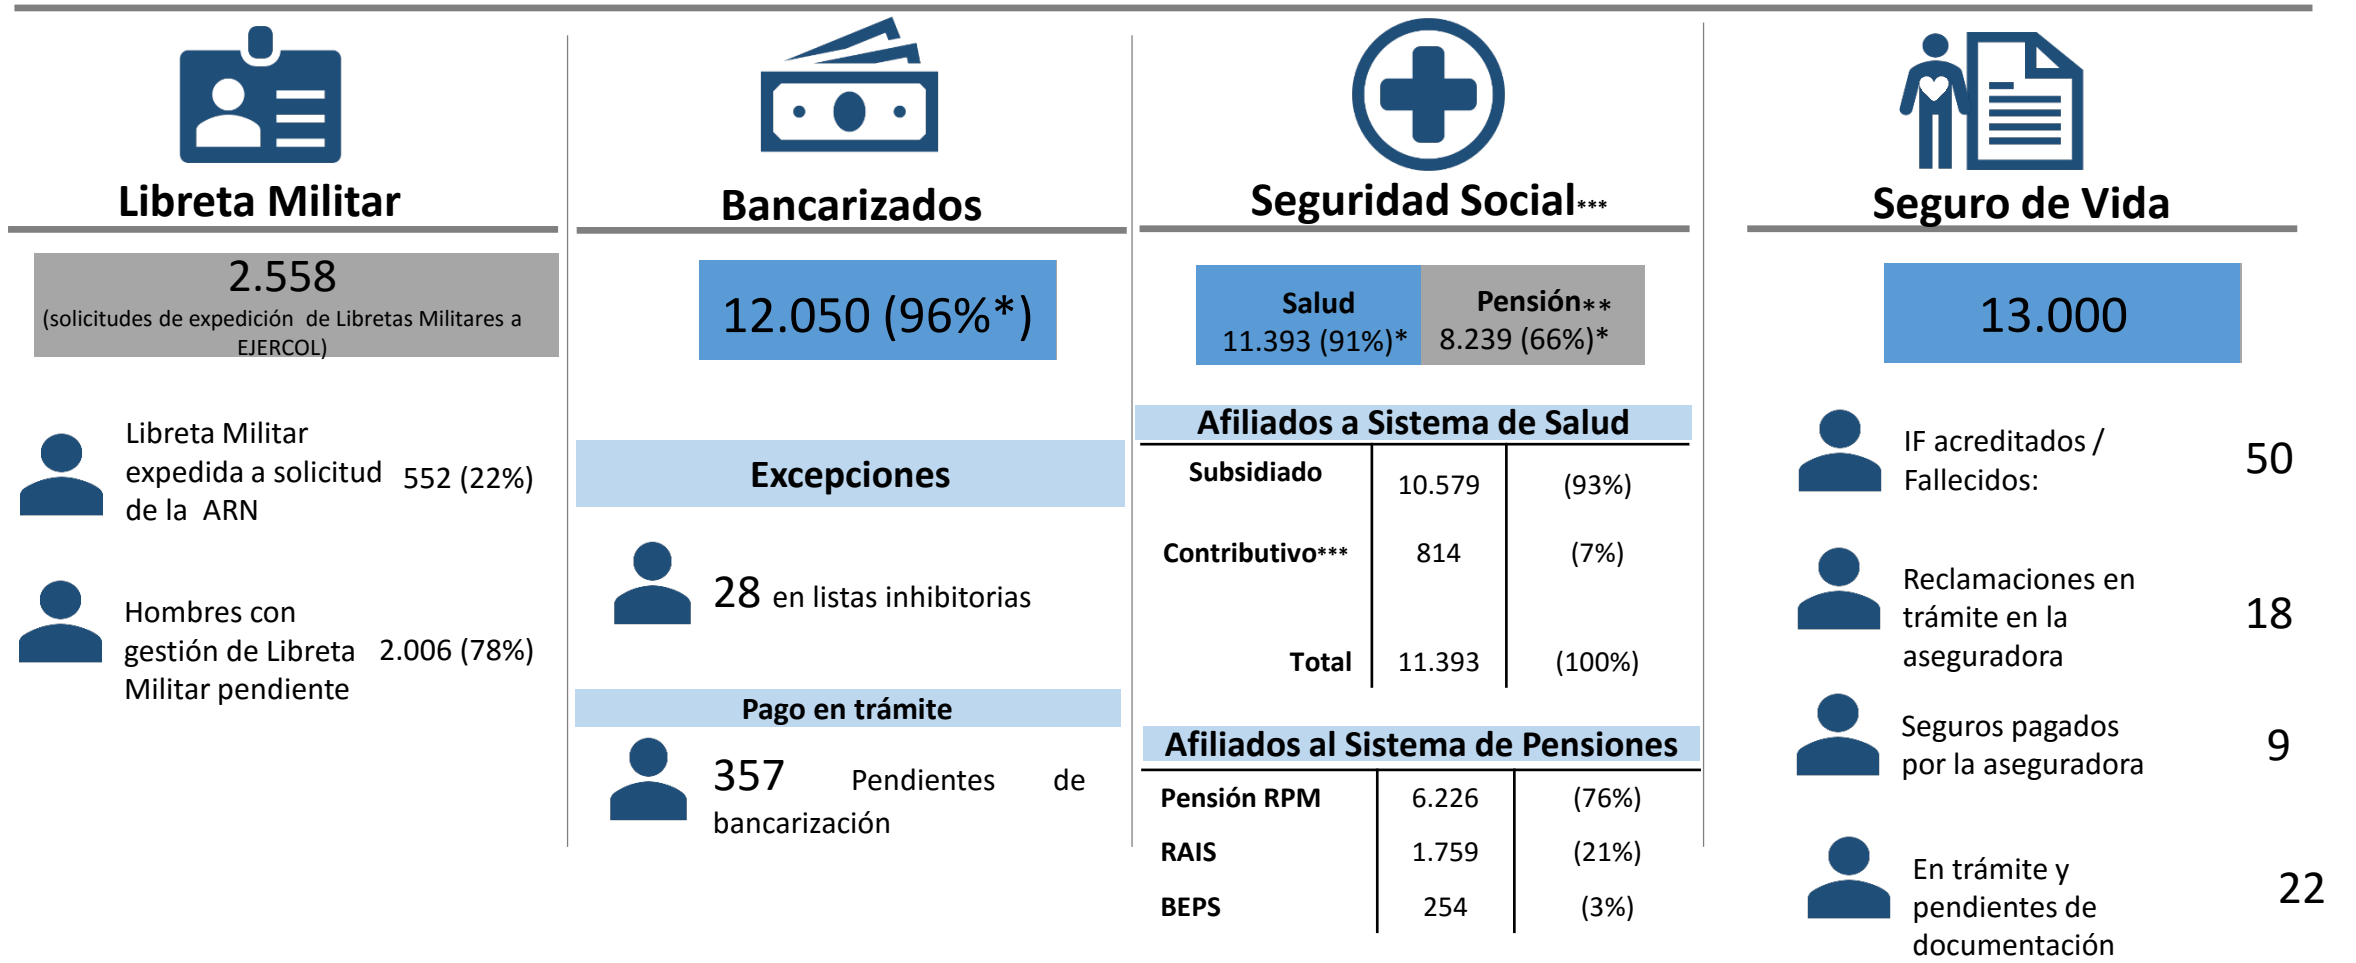 Libreta Militar
2.558
(solicitudes de expedición de Libretas Militares a
EJERCOL)
Libreta Militar
expedida a solicitud
de la ARN
552 (22%)
Hombres con
gestión de Libreta
Militar pendiente
2.006 (78%)
Bancarizados
12.050 (96%*)
Excepciones
28 en listas inhibitorias
Pago en trámite
357 Pendientes de
bancarización
Seguridad Social***
Salud
11.393 (91%)*
Pensión**
8.239 (66%)*
Afiliados a Sistema de Salud
Subsidiado 10.579 (93%)
Contributivo*** 814 (7%)
Total 11.393 (100%)
Afiliados al Sistema de Pensiones
Pensión RPM 6.226 (76%)
RAIS 1.759 (21%)
BEPS 254 (3%)
Seguro de Vida
13.000
IF acreditados /
Fallecidos:
50
Reclamaciones en
trámite en la
aseguradora
18
Seguros pagados
por la aseguradora
9
En trámite y
pendientes de
documentación
22